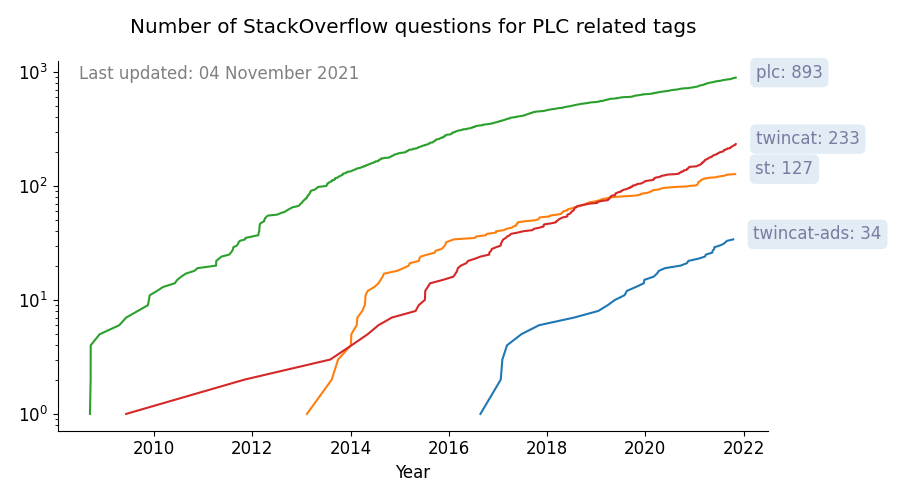 Number of StackOverflow questions for PLC related tags
Last updated: 04 November 2021
10³
10²
10¹
10⁰
plc: 893
twincat: 233
st: 127
twincat-ads: 34
2010 2012 2014 2016 2018 2020 2022
Year